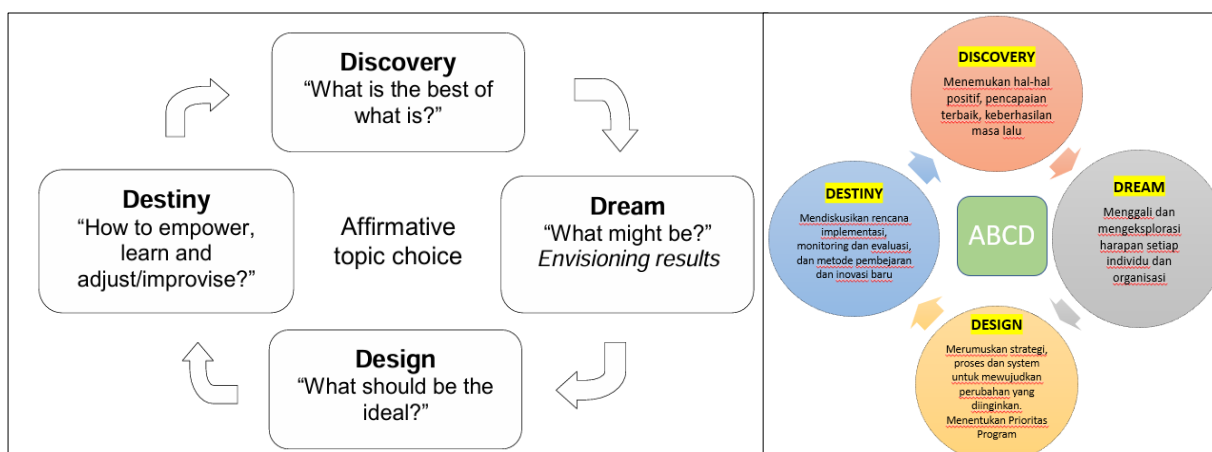 Discovery
“What is the best of
what is?”
Destiny
“How to empower,
learn and
adjust/improvise?”
Affirmative
topic choice
Dream
“What might be?”
Envisioning results
Design
“What should be the
ideal?”
DISCOVERY
Menemukan hal-hal
positif, pencapaian
terbaik, keberhasilan
masa lalu
DESTINY
Mendiskusikan rencana
implementasi,
monitoring dan evaluasi,
dan metode pembejaran
dan inovasi baru
ABCD
DREAM
Menggali dan
mengeksplorasi
harapan setiap
individu dan
organisasi
DESIGN
Merumuskan strategi,
proses dan system
untuk mewujudkan
perubahan yang
diinginkan.
Menentukan Prioritas
Program